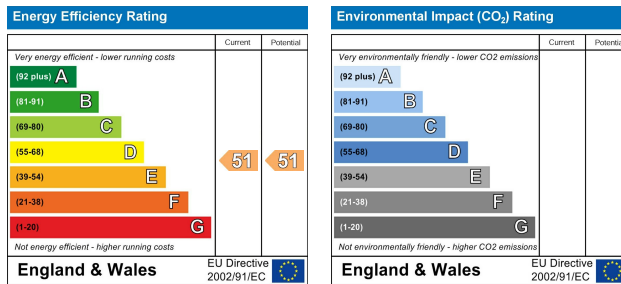 Energy Efficiency Rating
Current Potential
Very energy efficient - lower running costs
(92 plus) A
(81-91) B
(69-80) C
(55-68) D
(39-54) E
(21-38) F
(1-20) G
51 51
Not energy efficient - higher running costs
England & Wales
EU Directive
2002/91/EC
Environmental Impact (CO₂) Rating
Current Potential
Very environmentally friendly - lower CO2 emissions
(92 plus) A
(81-91) B
(69-80) C
(55-68) D
(39-54) E
(21-38) F
(1-20) G
Not environmentally friendly - higher CO2 emissions
England & Wales
EU Directive
2002/91/EC